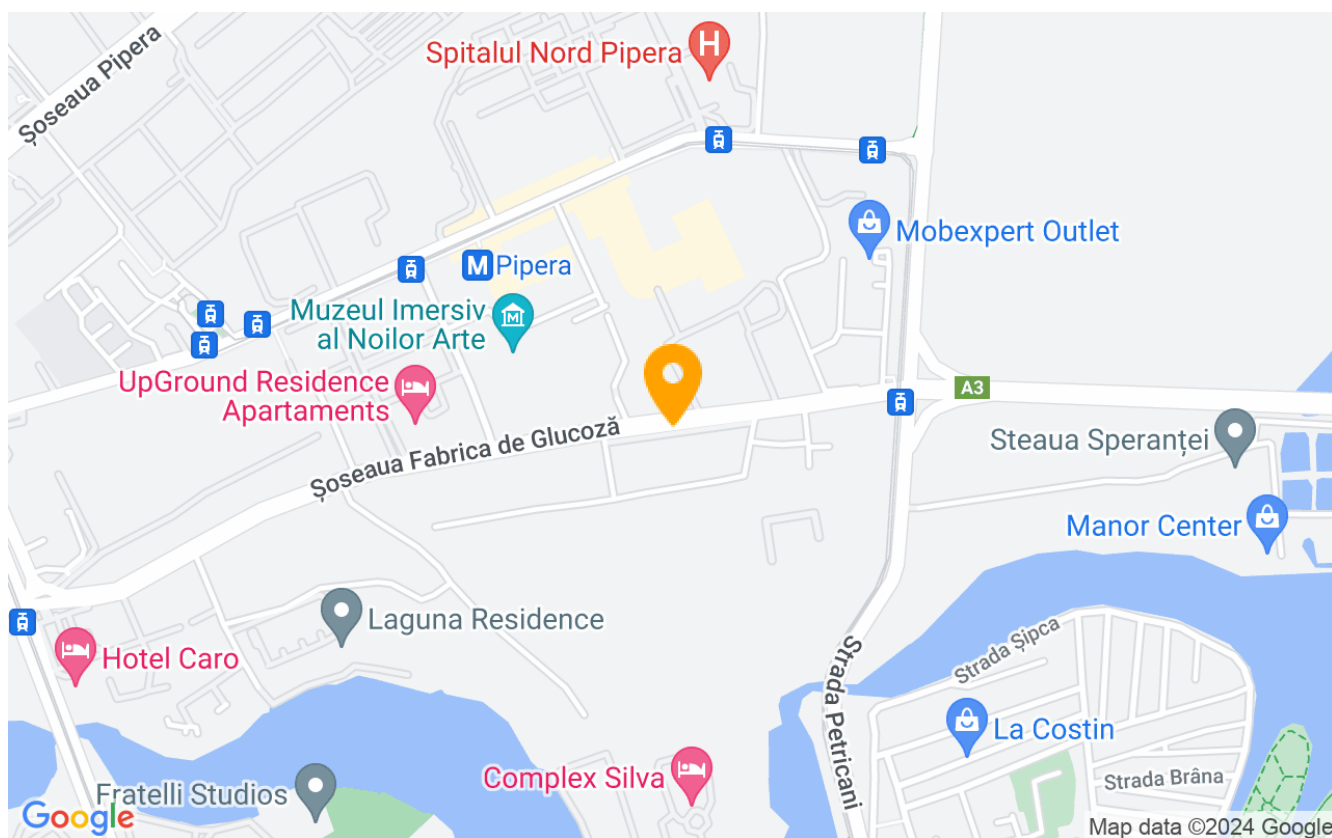 Spitalul Nord Pipera
H
Șoseaua Pipera
Mobexpert Outlet
M Pipera
Muzeul Imersiv
al Noilor Arte
M
UpGround Residence
Apartaments
A3
Șoseaua Fabrica de Glucoză
Steaua Speranței
Manor Center
Laguna Residence
Hotel Caro
Strada Șipca
Strada Petricani
La Costin
Complex Silva
Strada Brâna
Fratelli Studios
Google
Map data ©2024 Google